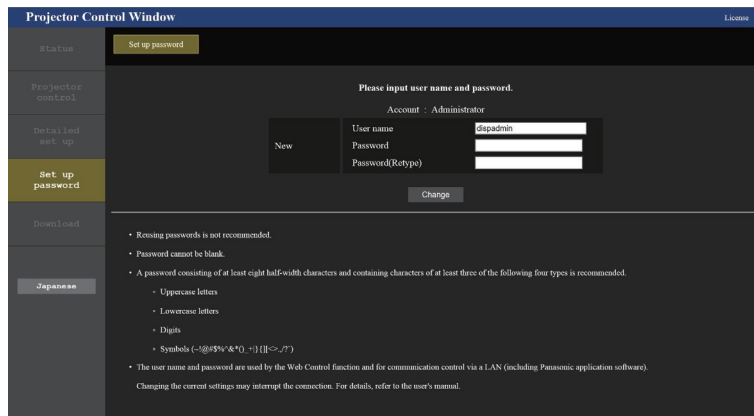 Projector Control Window
License
Status
Set up password
Projector
control
Detailed
set up
Set up
password
Download
Japanese
Please input user name and password.
Account : Administrator
New
User name
dispadmin
Password
Password(Retype)
Change
• Reusing passwords is not recommended.
• Password cannot be blank.
• A password consisting of at least eight half-width characters and containing characters of at least three of the following four types is recommended.
◦ Uppercase letters
◦ Lowercase letters
◦ Digits
◦ Symbols (~!@#$%^&*()_+|}{][<>.,/?¨)
• The user name and password are used by the Web Control function and for communication control via a LAN (including Panasonic application software).
Changing the current settings may interrupt the connection. For details, refer to the user's manual.